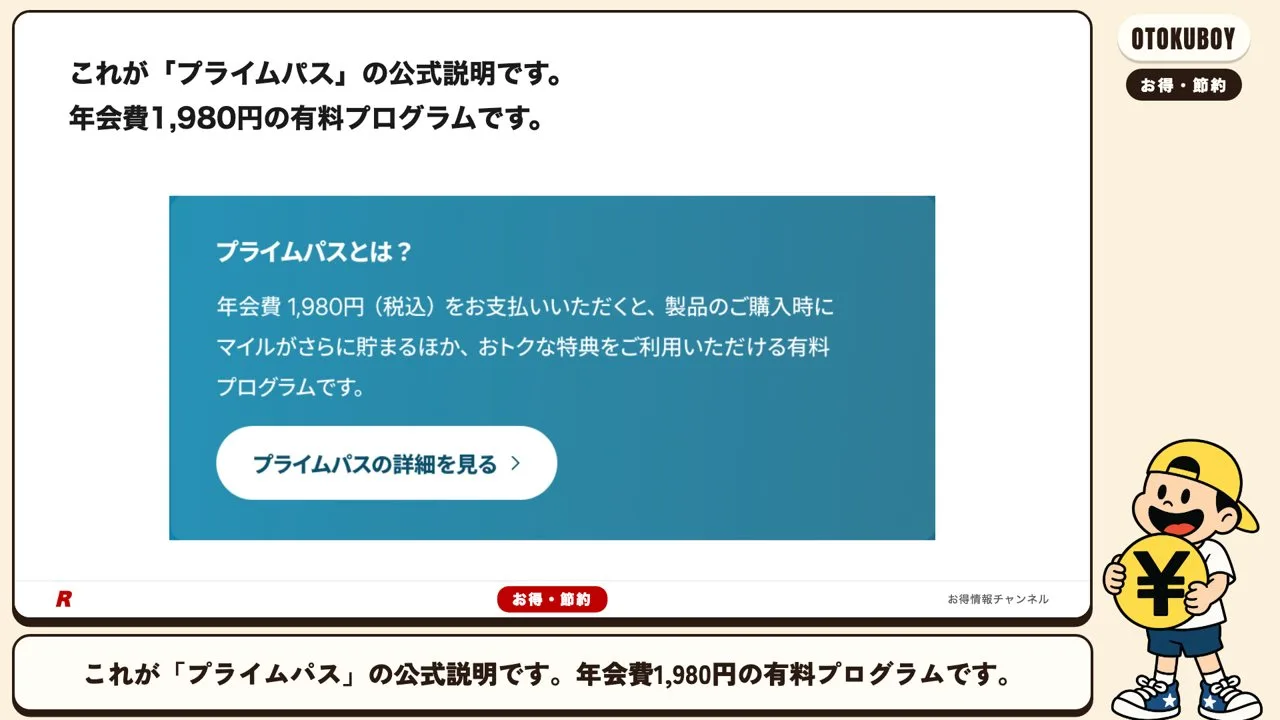 これが「プライムパス」の公式説明です。
年会費1,980円の有料プログラムです。
プライムパスとは？
年会費 1,980円（税込）をお支払いいただくと、製品のご購入時に
マイルがさらに貯まるほか、おトクな特典をご利用いただける有料
プログラムです。
プライムパスの詳細を見る
R
お得・節約
お得情報チャンネル
これが「プライムパス」の公式説明です。年会費1,980円の有料プログラムです。
OTOKUBOY
お得・節約
¥